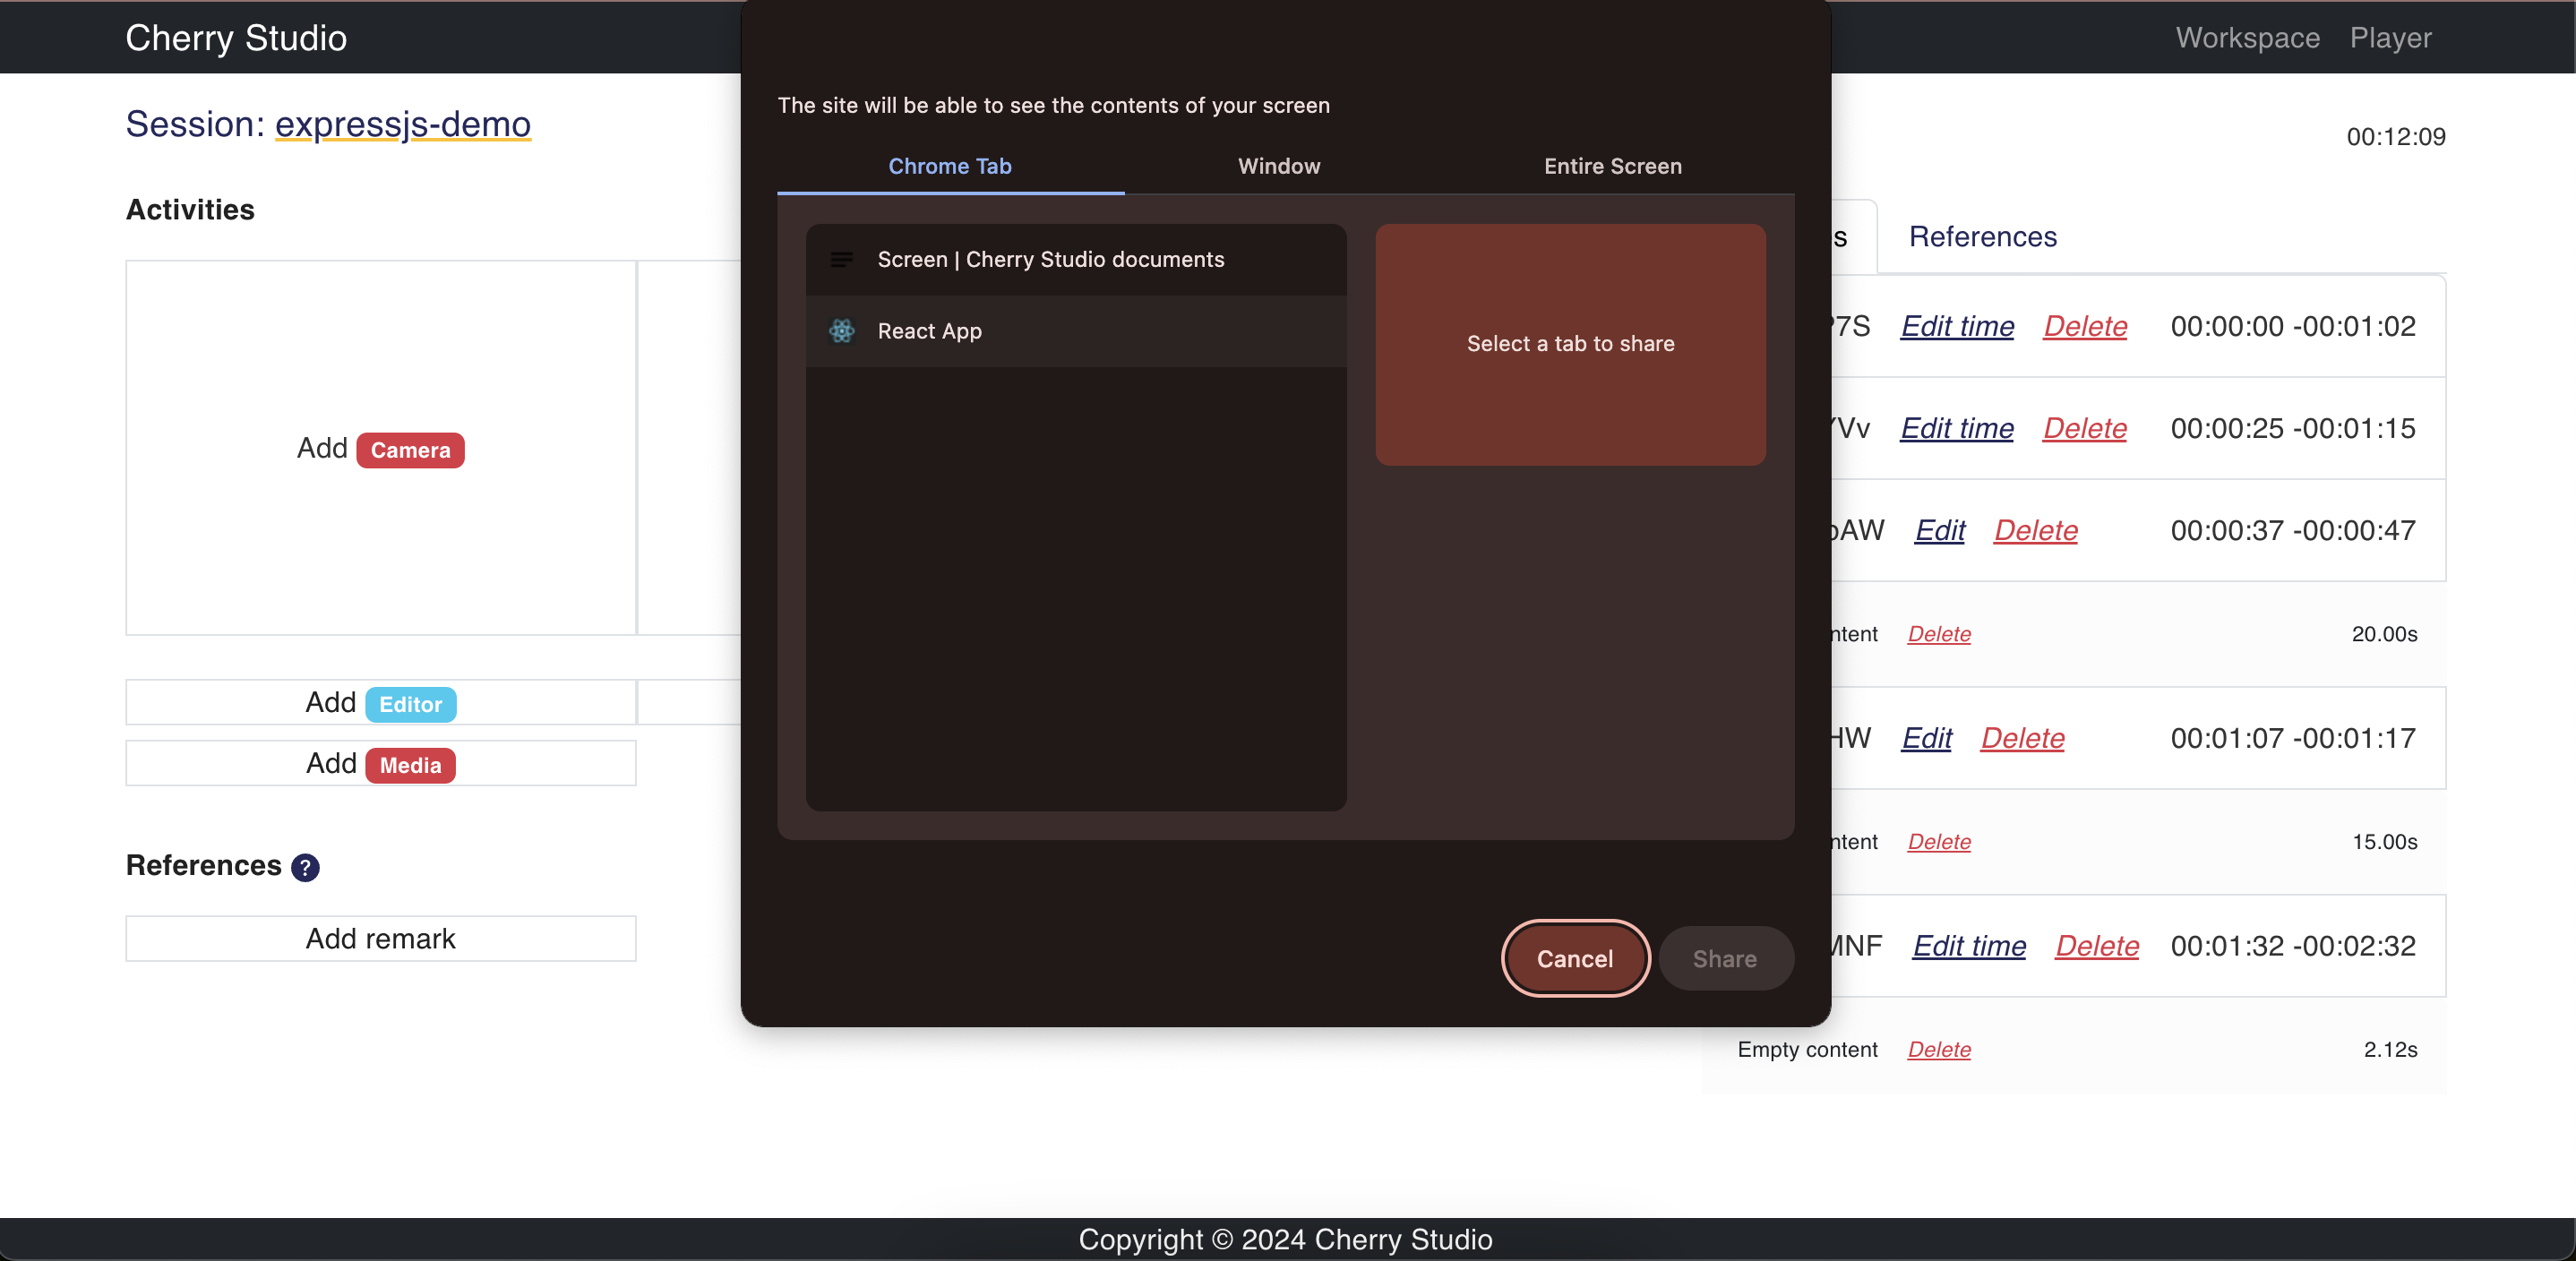 Cherry Studio
Workspace Player
Session: expressjs-demo
00:12:09
Activities
Add Camera
Add Editor
Add Media
References ?
Add remark
The site will be able to see the contents of your screen
Chrome Tab Window Entire Screen
Screen | Cherry Studio documents
React App
Select a tab to share
Cancel Share
s References
P7S Edit time Delete 00:00:00 -00:01:02
Vv Edit time Delete 00:00:25 -00:01:15
AW Edit Delete 00:00:37 -00:00:47
ntent Delete 20.00s
HW Edit Delete 00:01:07 -00:01:17
ntent Delete 15.00s
MNF Edit time Delete 00:01:32 -00:02:32
Empty content Delete 2.12s
Copyright © 2024 Cherry Studio